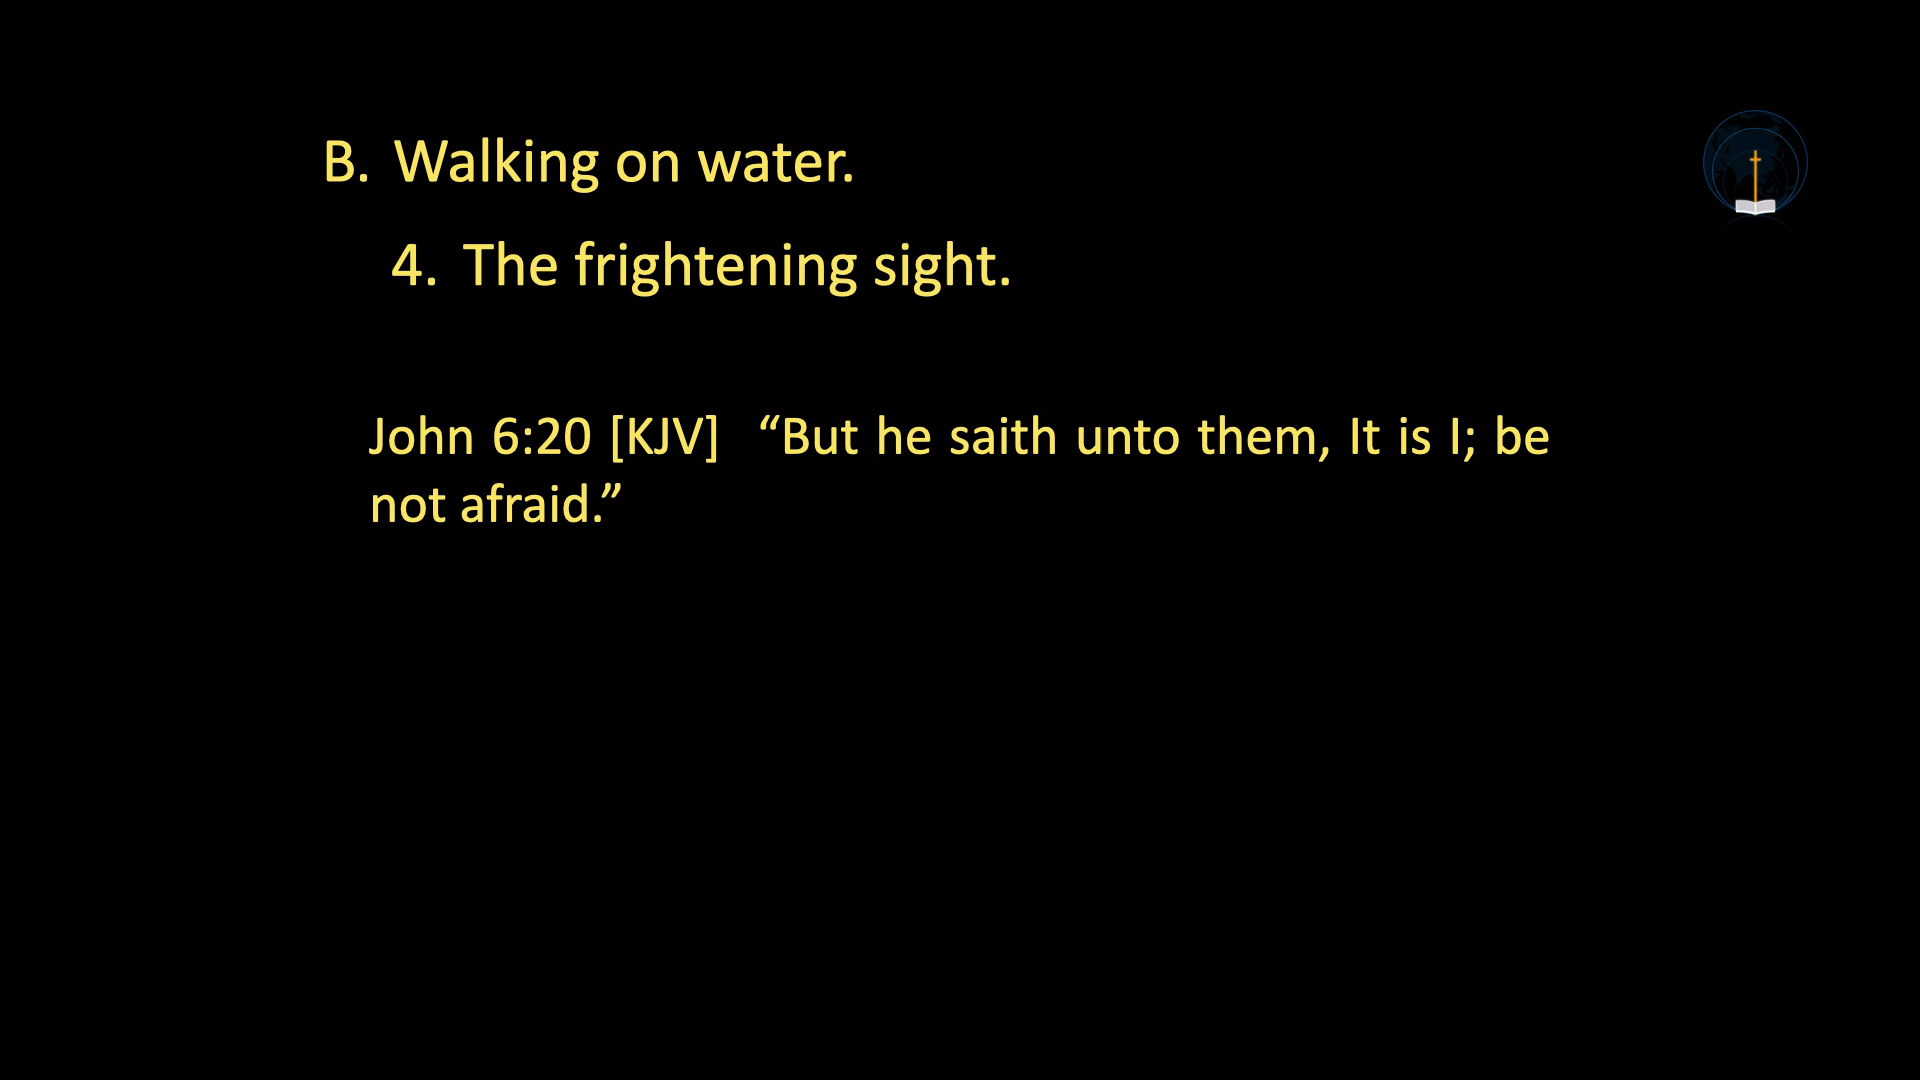 B. Walking on water.
4. The frightening sight.
John 6:20 [KJV] “But he saith unto them, It is I; be
not afraid.”